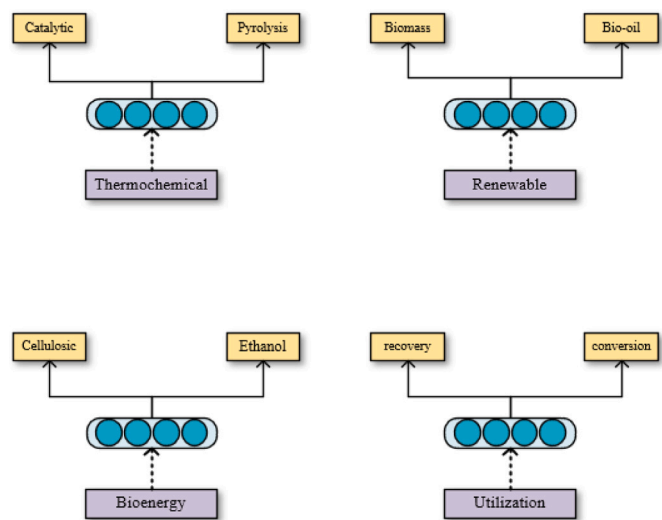 Catalytic
Pyrolysis
Biomass
Bio-oil
Thermochemical
Renewable
Cellulosic
Ethanol
recovery
conversion
Bioenergy
Utilization